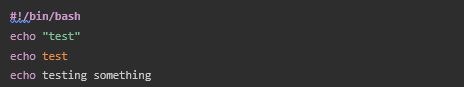 #!/bin/bash
echo "test"
echo test
echo testing something